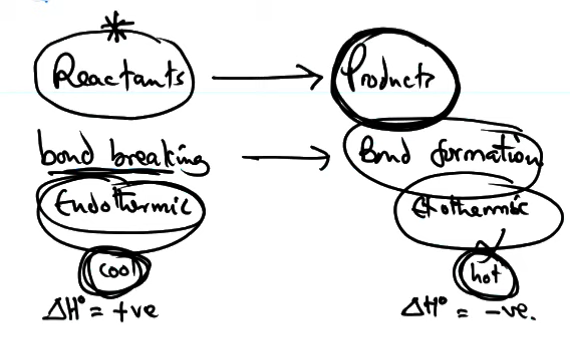 *
Reactants → Products
bond breaking → Bond formation
Endothermic Exothermic
cool hot
ΔH° = +ve ΔH° = -ve.